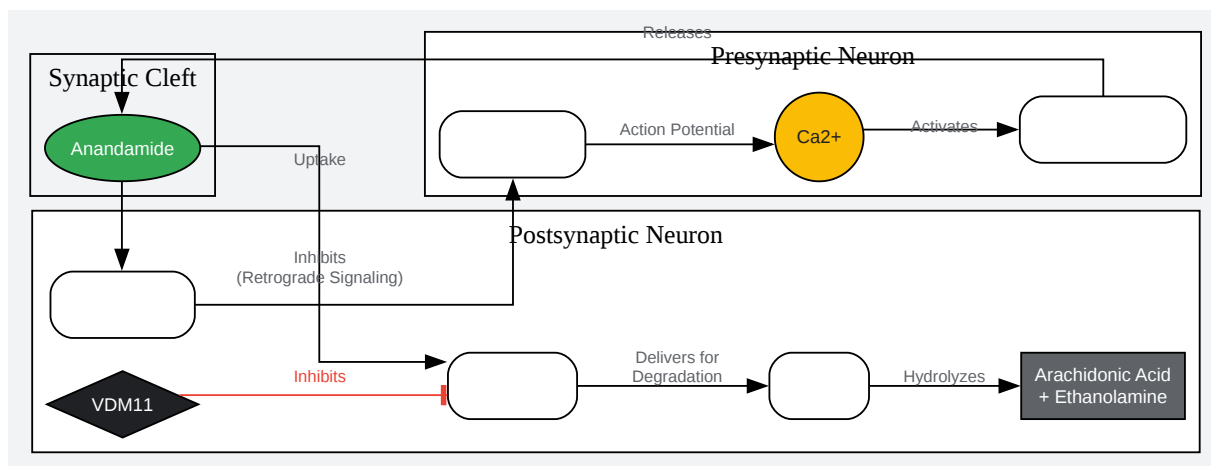 Releases
Presynaptic Neuron
Synaptic Cleft
Anandamide
Action Potential
Ca2+
Activates
Uptake
Postsynaptic Neuron
Inhibits
(Retrograde Signaling)
VDM11
Inhibits
Delivers for
Degradation
Hydrolyzes
Arachidonic Acid
+ Ethanolamine